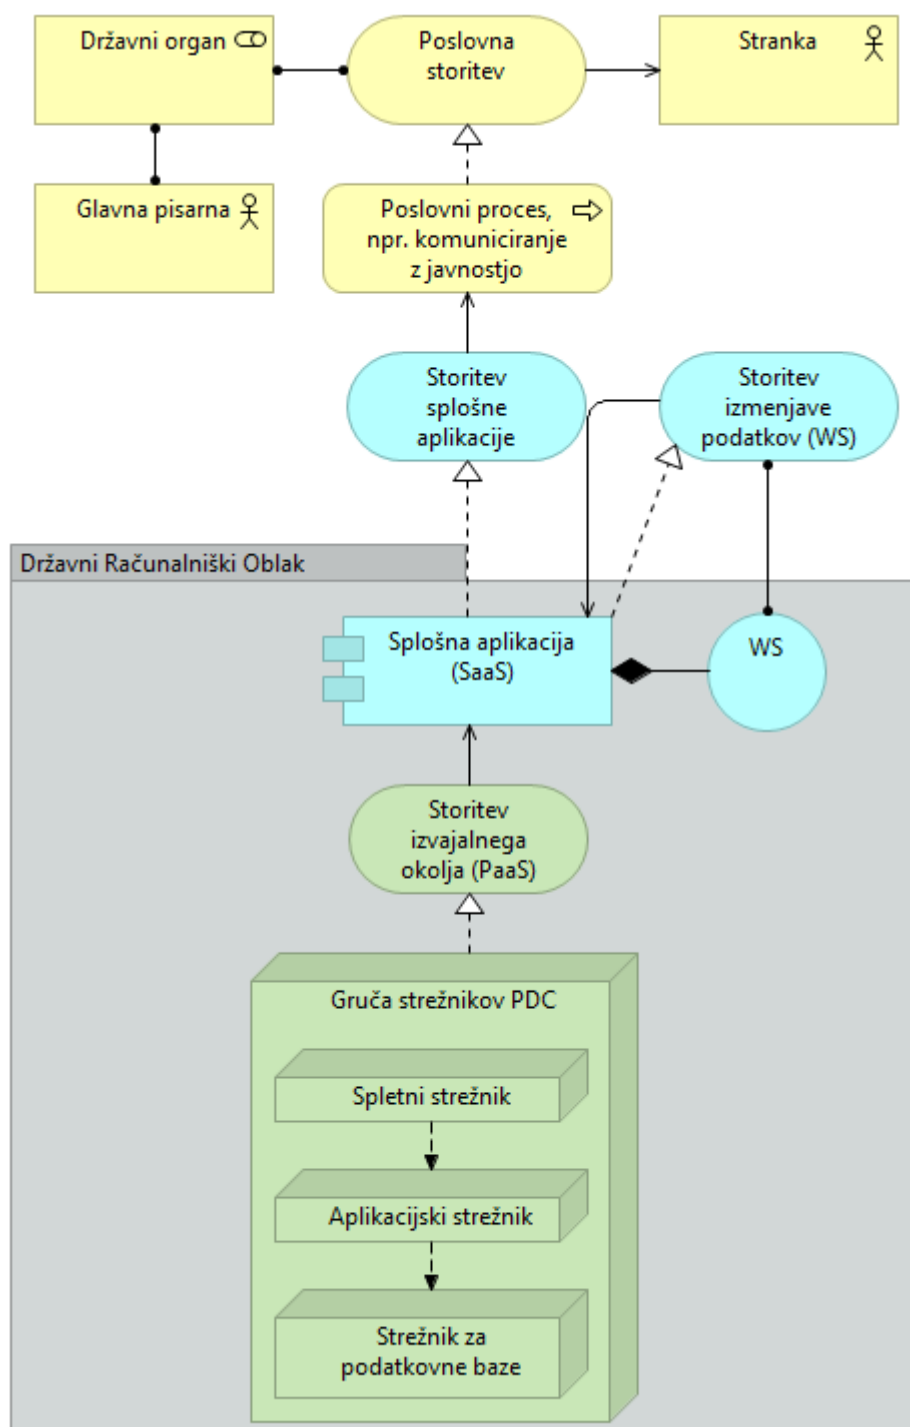 Državni organ
Poslovna
storitev
Stranka
Glavna pisarna
Poslovni proces,
npr. komuniciranje
z javnostjo
Storitev
splošne
aplikacije
Storitev
izmenjave
podatkov (WS)
Državni Računalniški Oblak
Splošna aplikacija
(SaaS)
WS
Storitev
izvajalnega
okolja (PaaS)
Gruča strežnikov PDC
Spletni strežnik
Aplikacijski strežnik
Strežnik za
podatkovne baze